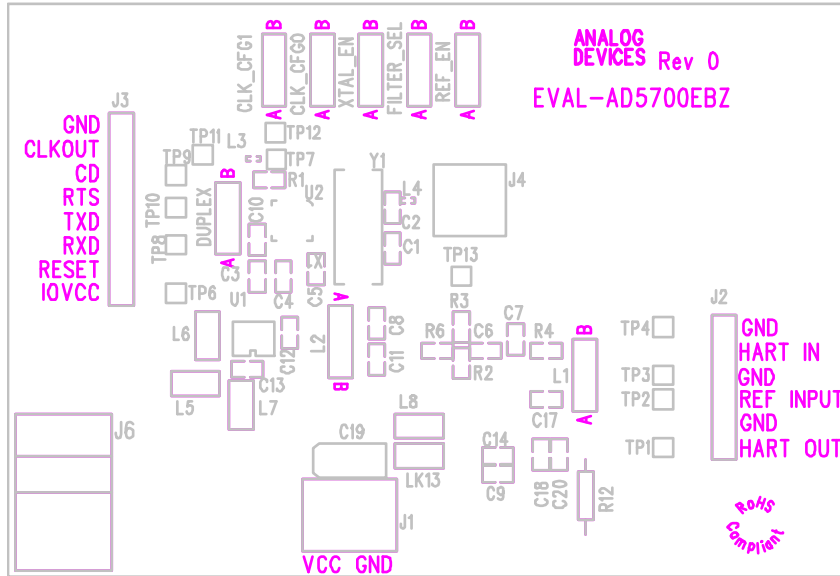 B B B B B
CLK_CFG1
CLK_CFG0
XTAL_EN
FILTER_SEL
REF_EN
A A A A A
ANALOG
DEVICES Rev 0
EVAL-AD5700EBZ
J3
GND
CLKOUT
CD
RTS
TXD
RXD
RESET
IOVCC
TP11
TP9
TP10
TP8
TP6
L3
TP12
TP7
R1
B
DUPLEX
A
C10
U2
Y1
L4
C2
C1
J4
TP13
C3
C4
C5
U1
L6
L5
C12
C13
L7
A
L2
B
C8
C11
R3
R6
C6
R2
C7
R4
B
L1
A
C17
TP4
TP3
TP2
TP1
J2
GND
HART IN
GND
REF INPUT
GND
HART OUT
J6
C19
L8
LK13
J1
VCC GND
C14
C9
C18
C20
R12
RoHS
Compliant